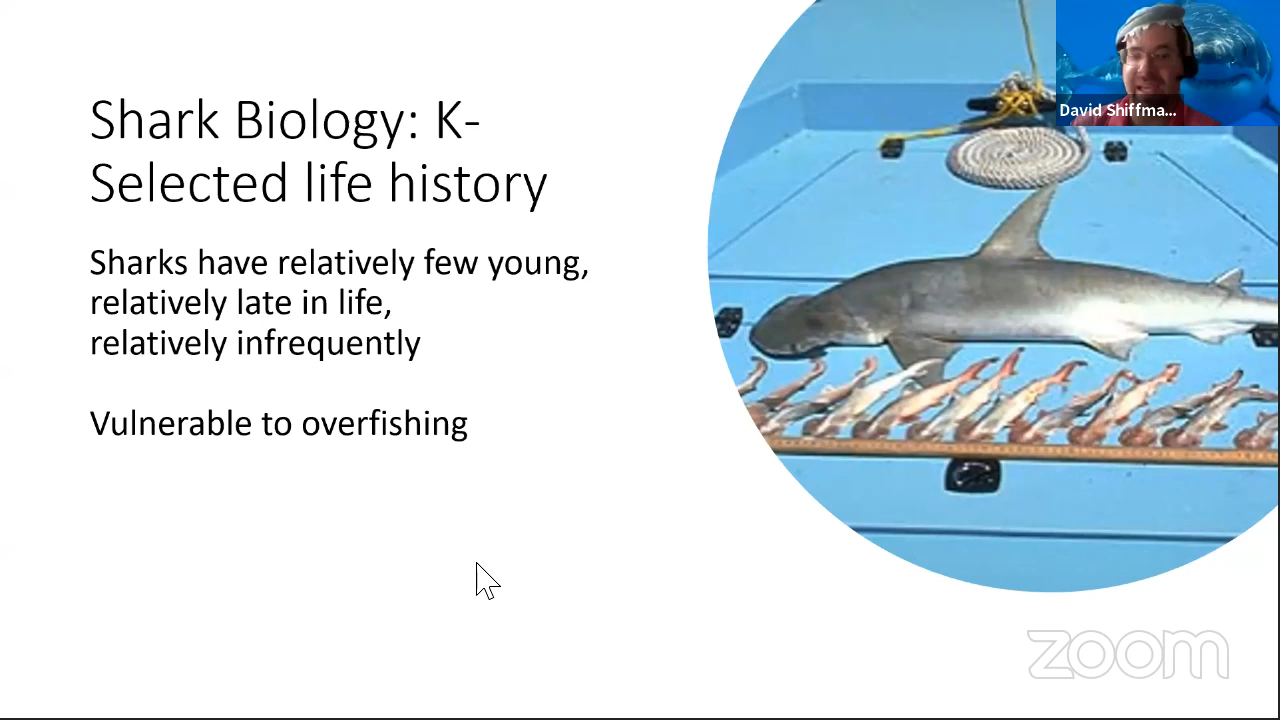 David Shiffma...
Shark Biology: K-
Selected life history
Sharks have relatively few young,
relatively late in life,
relatively infrequently
Vulnerable to overfishing
zoom